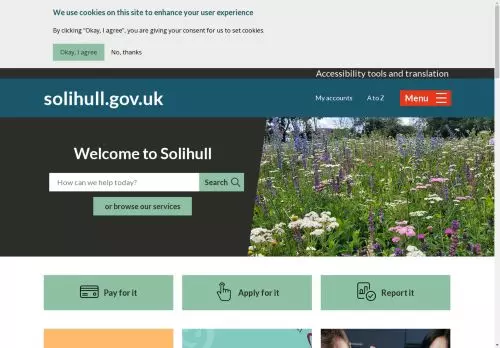 We use cookies on this site to enhance your user experience
By clicking "Okay, I agree", you are giving your consent for us to set cookies.
Okay, I agree
No, thanks
Accessibility tools and translation
solihull.gov.uk
My accounts
A to Z
Menu
Welcome to Solihull
How can we help today?
Search
or browse our services
Pay for it
Apply for it
Report it